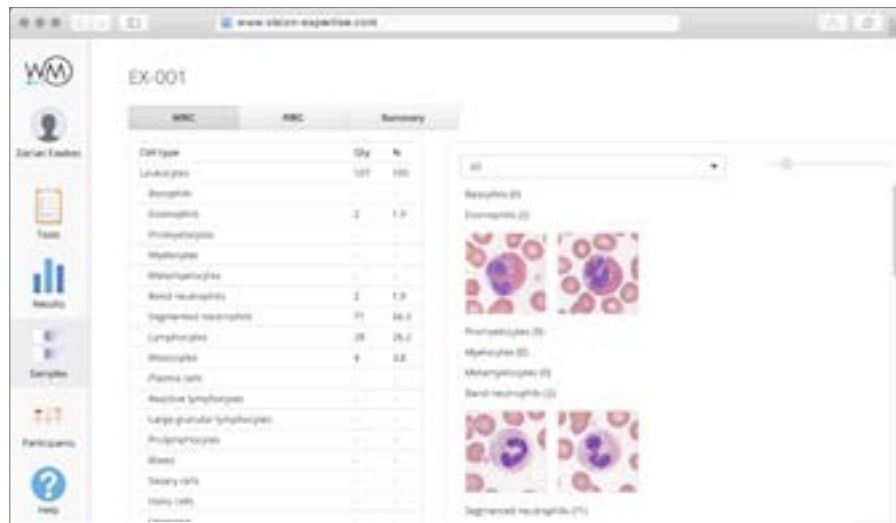 www.vision-expertise.com
WM
EX-001
WBC RBC Summary
Tasks
Results
Samples
Participants
Help
Cell type Qty %
Leukocytes 107 100
Basophils - -
Eosinophils 2 1.9
Promyelocytes - -
Myelocytes - -
Metamyelocytes - -
Band neutrophils 2 1.9
Segmented neutrophils 71 66.3
Lymphocytes 28 26.2
Monocytes 4 3.8
Plasma cells - -
Reactive lymphocytes - -
Large granular lymphocytes - -
Prolymphocytes - -
Blasts - -
Sezary cells - -
Hairy cells - -
All
Basophils (0)
Eosinophils (2)
Promyelocytes (0)
Myelocytes (0)
Metamyelocytes (0)
Band neutrophils (2)
Segmented neutrophils (71)